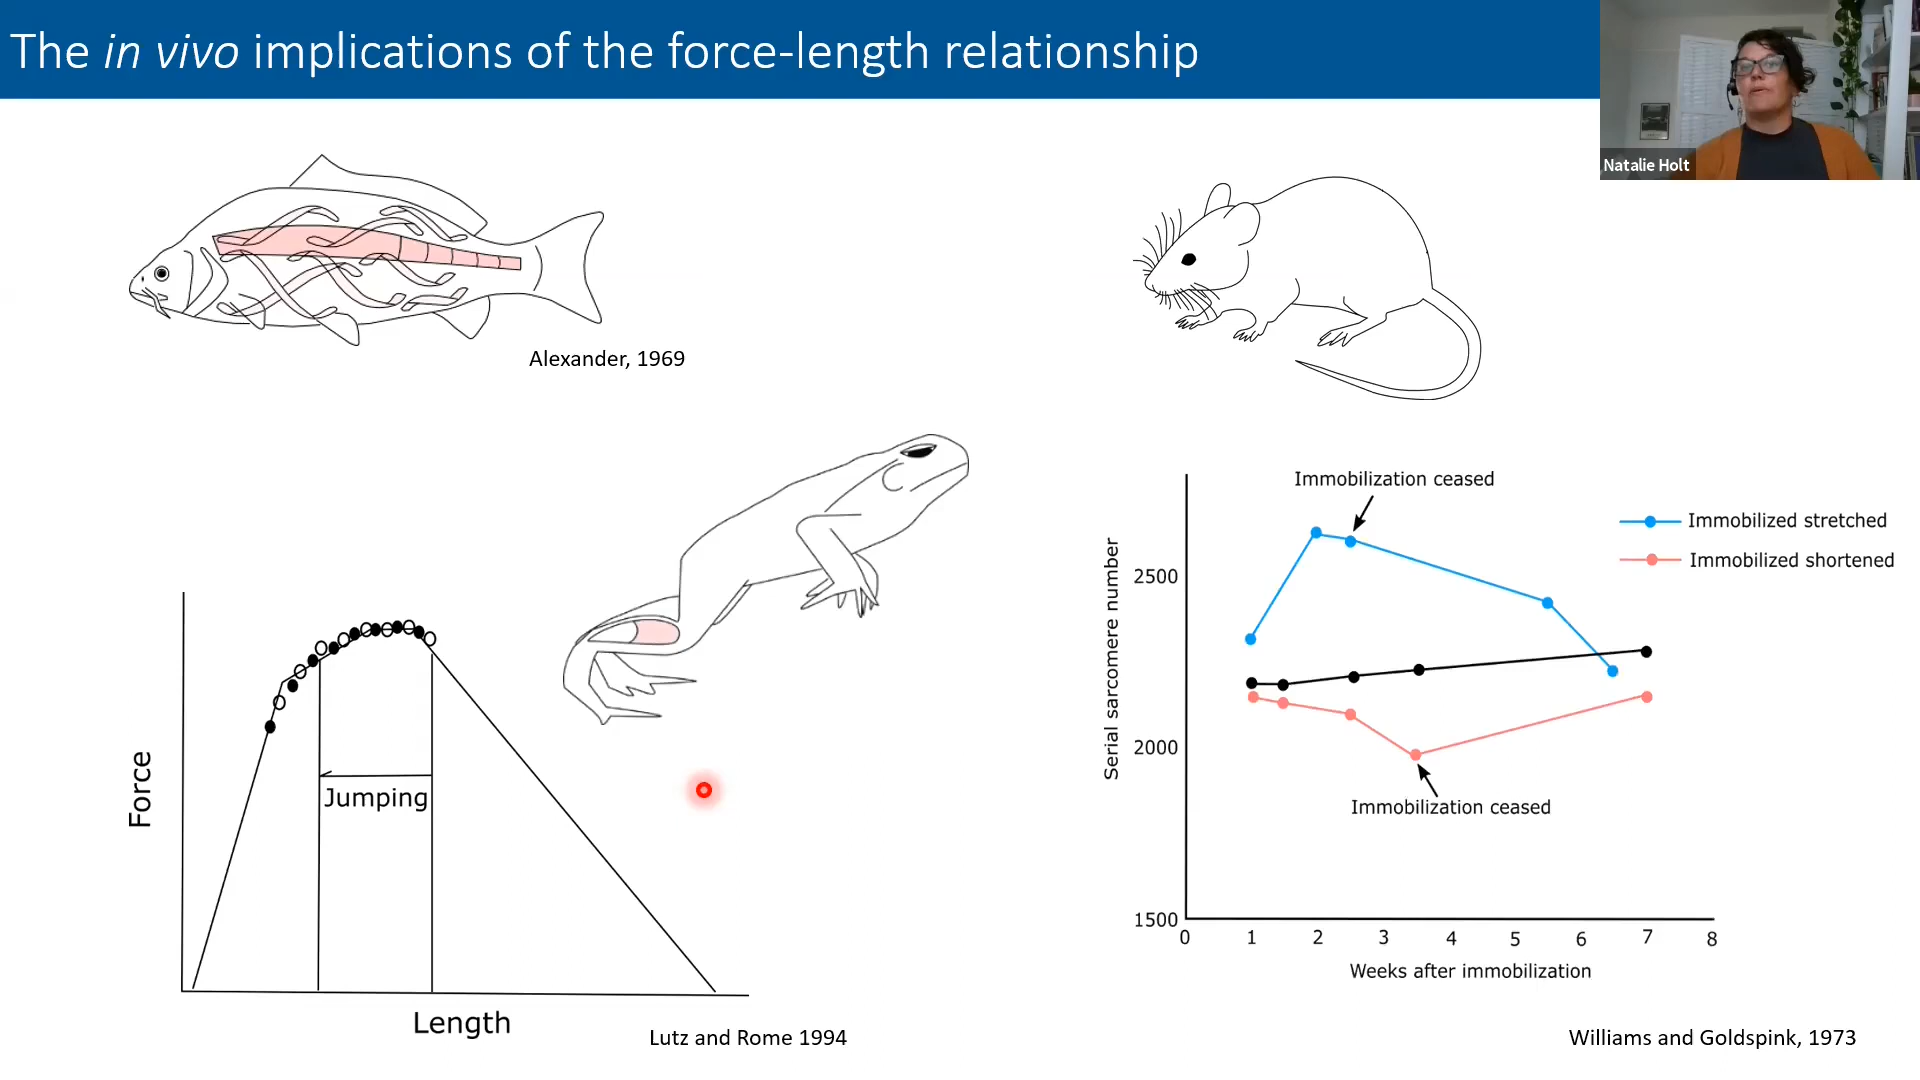 The in vivo implications of the force-length relationship
Natalie Holt
Alexander, 1969
Immobilization ceased
Immobilized stretched
Immobilized shortened
Serial sarcomere number
2500
2000
1500
Immobilization ceased
0 1 2 3 4 5 6 7 8
Weeks after immobilization
Force
Jumping
Length
Lutz and Rome 1994
Williams and Goldspink, 1973